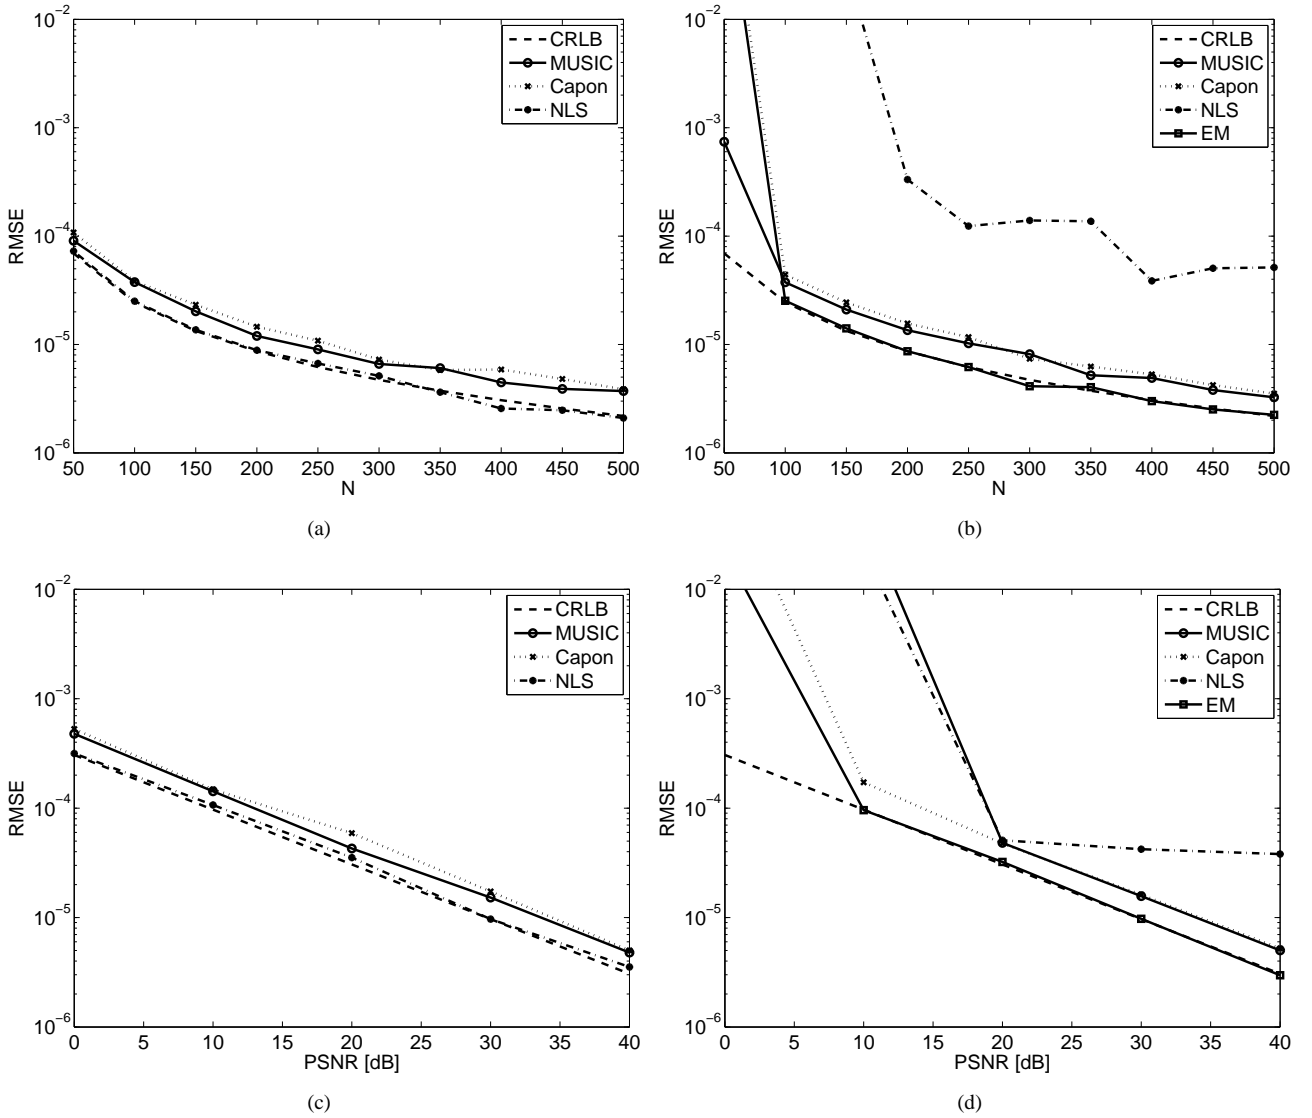 10^-2
10^-3
10^-4
10^-5
10^-6
RMSE
CRLB
MUSIC
Capon
NLS
50 100 150 200 250 300 350 400 450 500
N
(a)
10^-2
10^-3
10^-4
10^-5
10^-6
RMSE
CRLB
MUSIC
Capon
NLS
EM
50 100 150 200 250 300 350 400 450 500
N
(b)
10^-2
10^-3
10^-4
10^-5
10^-6
RMSE
CRLB
MUSIC
Capon
NLS
0 5 10 15 20 25 30 35 40
PSNR [dB]
(c)
10^-2
10^-3
10^-4
10^-5
10^-6
RMSE
CRLB
MUSIC
Capon
NLS
EM
0 5 10 15 20 25 30 35 40
PSNR [dB]
(d)